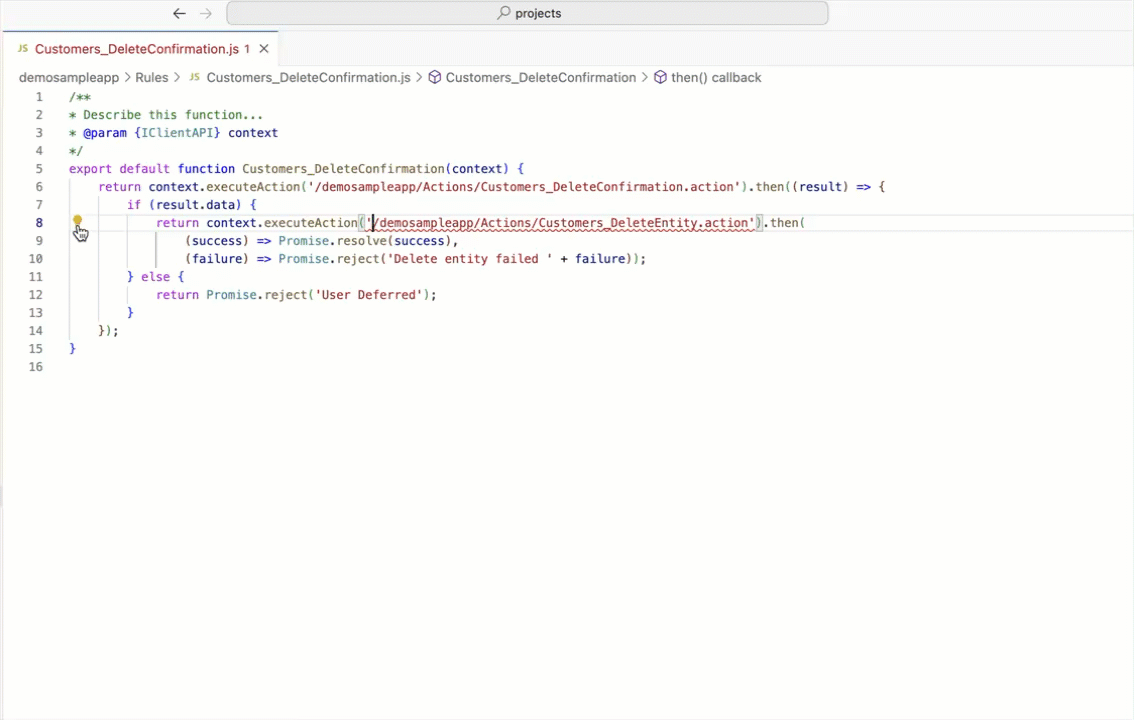 projects
JS Customers_DeleteConfirmation.js 1
demosampleapp > Rules > JS Customers_DeleteConfirmation.js > Customers_DeleteConfirmation > then() callback
1 /**
2 * Describe this function...
3 * @param {IClientAPI} context
4 */
5 export default function Customers_DeleteConfirmation(context) {
6 return context.executeAction('/demosampleapp/Actions/Customers_DeleteConfirmation.action').then((result) => {
7 if (result.data) {
8 return context.executeAction('/demosampleapp/Actions/Customers_DeleteEntity.action').then(
9 (success) => Promise.resolve(success),
10 (failure) => Promise.reject('Delete entity failed ' + failure));
11 } else {
12 return Promise.reject('User Deferred');
13 }
14 });
15 }
16